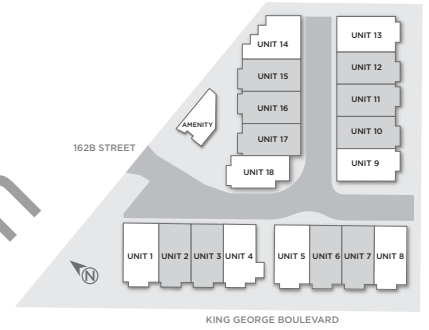 UNIT 13
UNIT 14
UNIT 12
UNIT 15
UNIT 11
UNIT 16
AMENITY
UNIT 10
UNIT 17
162B STREET
UNIT 9
UNIT 18
UNIT 1 UNIT 2 UNIT 3 UNIT 4 UNIT 5 UNIT 6 UNIT 7 UNIT 8
N
KING GEORGE BOULEVARD